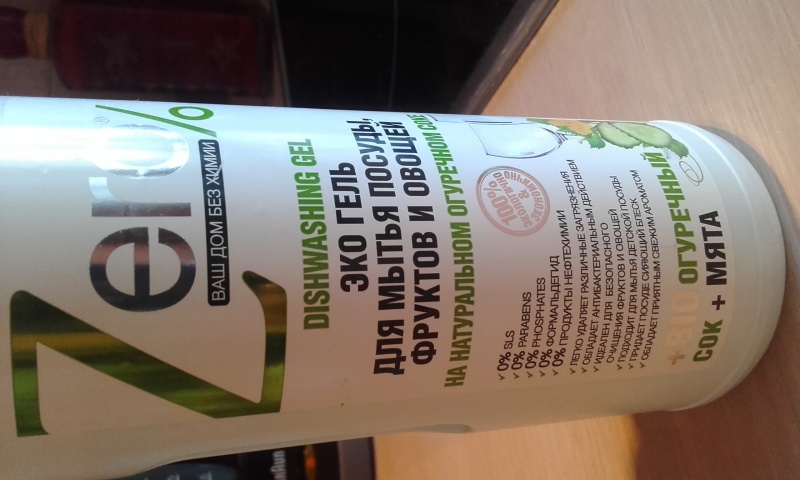 Zero%
®
ВАШ ДОМ БЕЗ ХИМИИ
DISHWASHING GEL
ЭКО ГЕЛЬ
ДЛЯ МЫТЬЯ ПОСУДЫ,
ФРУКТОВ И ОВОЩЕЙ
НА НАТУРАЛЬНОМ ОГУРЕЧНОМ СОКЕ
100%
0% SLS
0% PARABENS
0% PHOSPHATES
0% ФОРМАЛЬДЕГИД
0% ПРОДУКТЫ НЕФТЕХИМИИ
ЛЕГКО УДАЛЯЕТ РАЗЛИЧНЫЕ ЗАГРЯЗНЕНИЯ
ОБЛАДАЕТ АНТИБАКТЕРИАЛЬНЫМ ДЕЙСТВИЕМ
ИДЕАЛЕН ДЛЯ БЕЗОПАСНОГО
ОЧИЩЕНИЯ ФРУКТОВ И ОВОЩЕЙ
ПОДХОДИТ ДЛЯ МЫТЬЯ ДЕТСКОЙ ПОСУДЫ
ПРИДАЕТ ПОСУДЕ СИЯЮЩИЙ БЛЕСК
ОБЛАДАЕТ ПРИЯТНЫМ СВЕЖИМ АРОМАТОМ
+BIO ОГУРЕЧНЫЙ
СОК + МЯТА